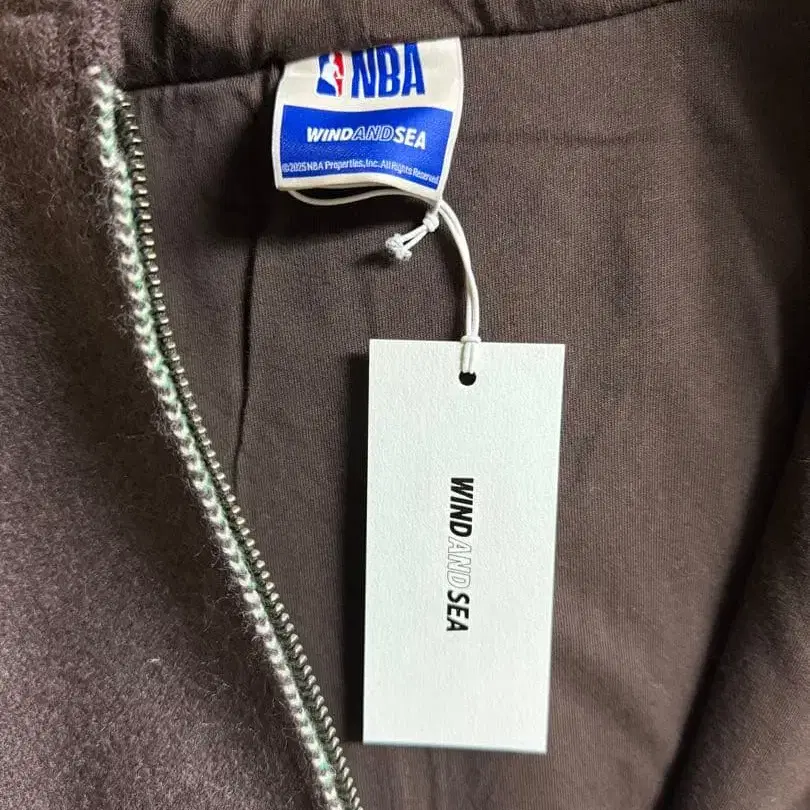 NBA
WINDANDSEA
©2025 NBA Properties, Inc. All Rights Reserved
WINDANDSEA